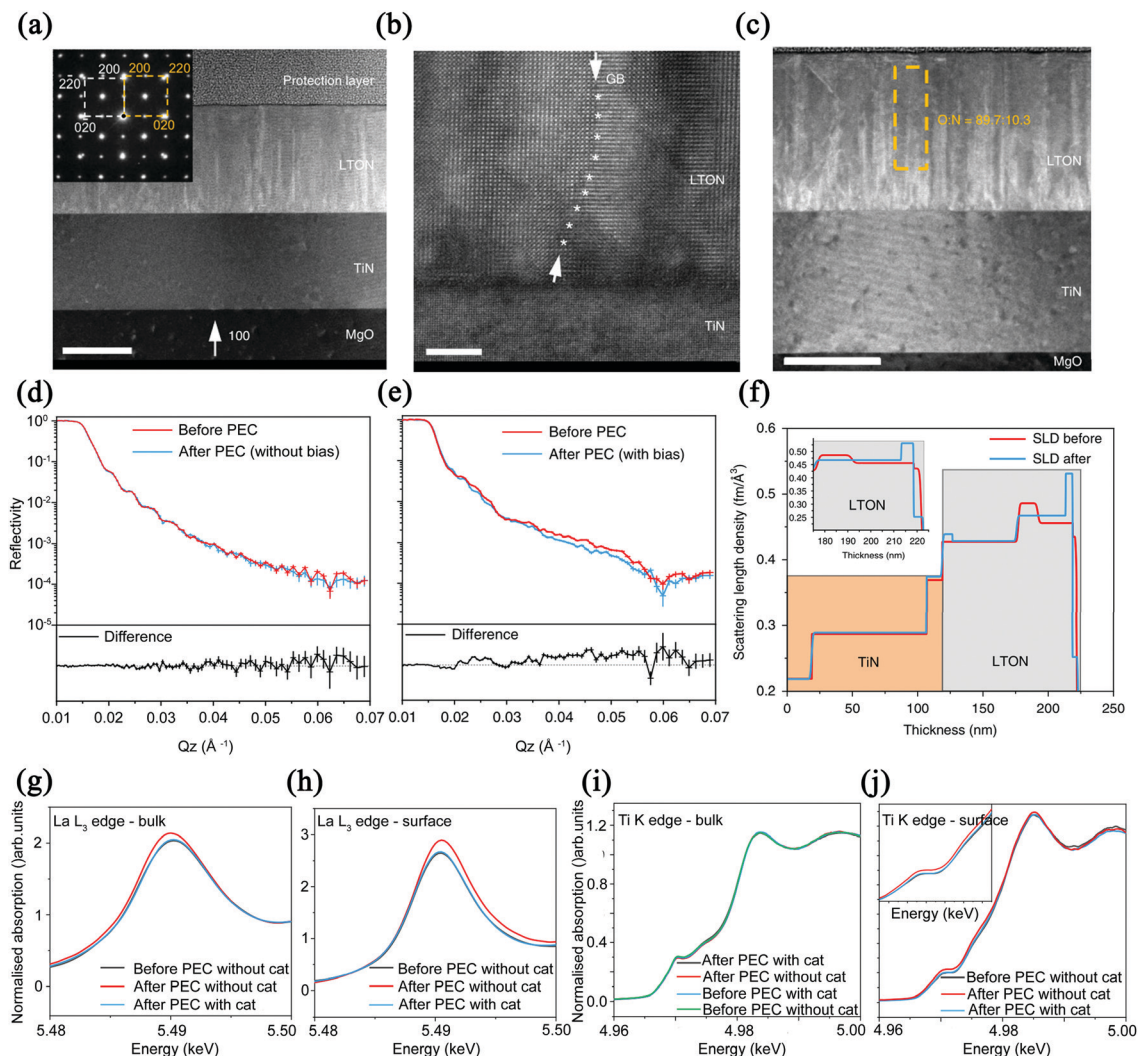 (a)
220
200
200
220
020
020
Protection layer
LTON
TiN
MgO
100
(b)
GB
LTON
TiN
(c)
O:N = 89.7:10.3
LTON
TiN
MgO
(d)
Reflectivity
10⁰
10⁻¹
10⁻²
10⁻³
10⁻⁴
10⁻⁵
Before PEC
After PEC (without bias)
Difference
0.01 0.02 0.03 0.04 0.05 0.06 0.07
Qz (Å ⁻¹)
(e)
Before PEC
After PEC (with bias)
Difference
0.01 0.02 0.03 0.04 0.05 0.06 0.07
Qz (Å ⁻¹)
(f)
Scattering length density (fm/Å³)
0.6
0.5
0.4
0.3
0.2
SLD before
SLD after
0.50
0.45
0.40
0.35
0.30
0.25
LTON
180 190 200 210 220
Thickness (nm)
TiN
LTON
0 50 100 150 200 250
Thickness (nm)
(g)
Normalised absorption ()arb.units
La L₃ edge - bulk
2
1
0
Before PEC without cat
After PEC without cat
After PEC with cat
5.48 5.49 5.50
Energy (keV)
(h)
La L₃ edge - surface
Before PEC without cat
After PEC without cat
After PEC with cat
5.48 5.49 5.50
Energy (keV)
(i)
Normalised absorption ()arb.units
Ti K edge - bulk
1.2
0.8
0.4
0.0
After PEC with cat
After PEC without cat
Before PEC with cat
Before PEC without cat
4.96 4.98 5.00
Energy (keV)
(j)
Ti K edge - surface
Energy (keV)
Before PEC without cat
After PEC without cat
After PEC with cat
4.96 4.98 5.00
Energy (keV)